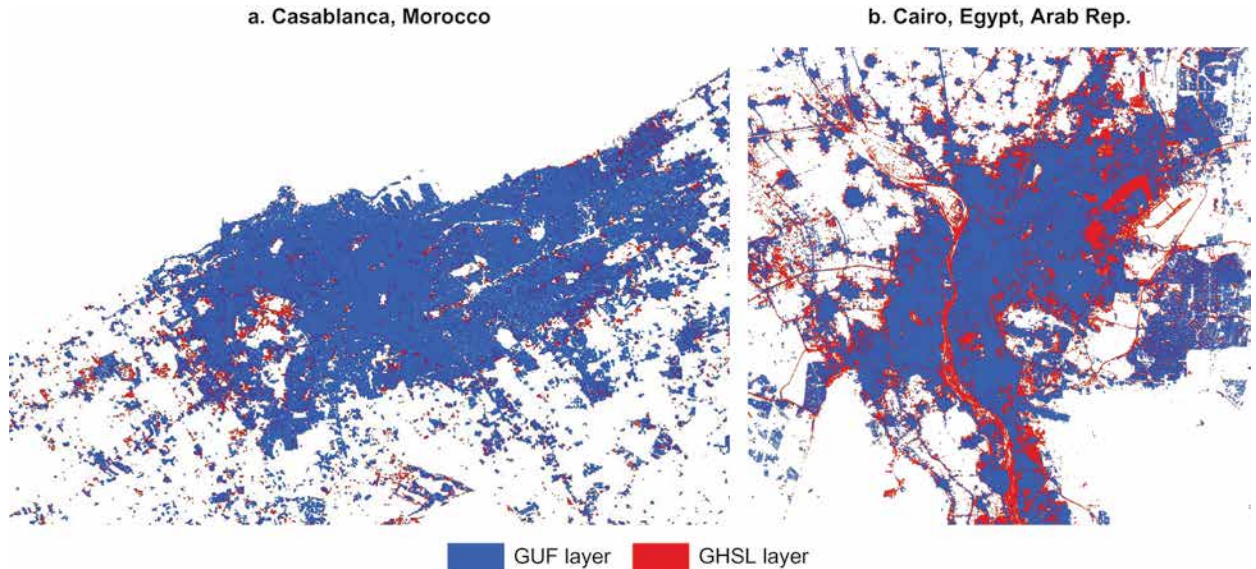 a. Casablanca, Morocco
b. Cairo, Egypt, Arab Rep.
GUF layer
GHSL layer